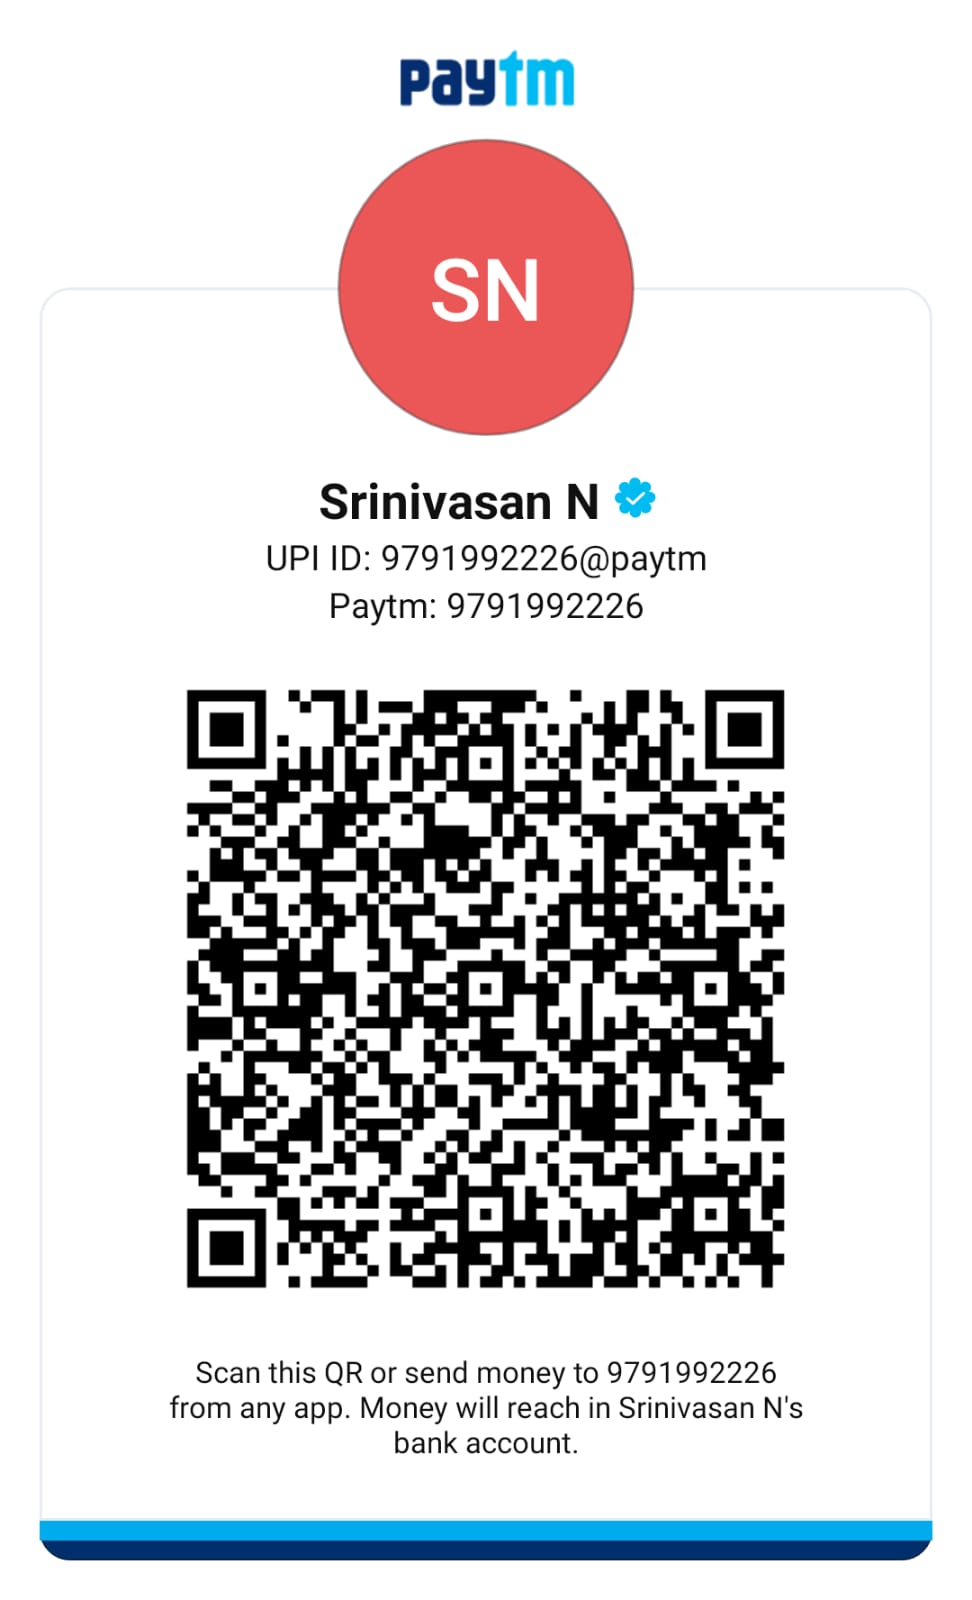 paytm
SN
Srinivasan N
UPI ID: 9791992226@paytm
Paytm: 9791992226
Scan this QR or send money to 9791992226
from any app. Money will reach in Srinivasan N's
bank account.